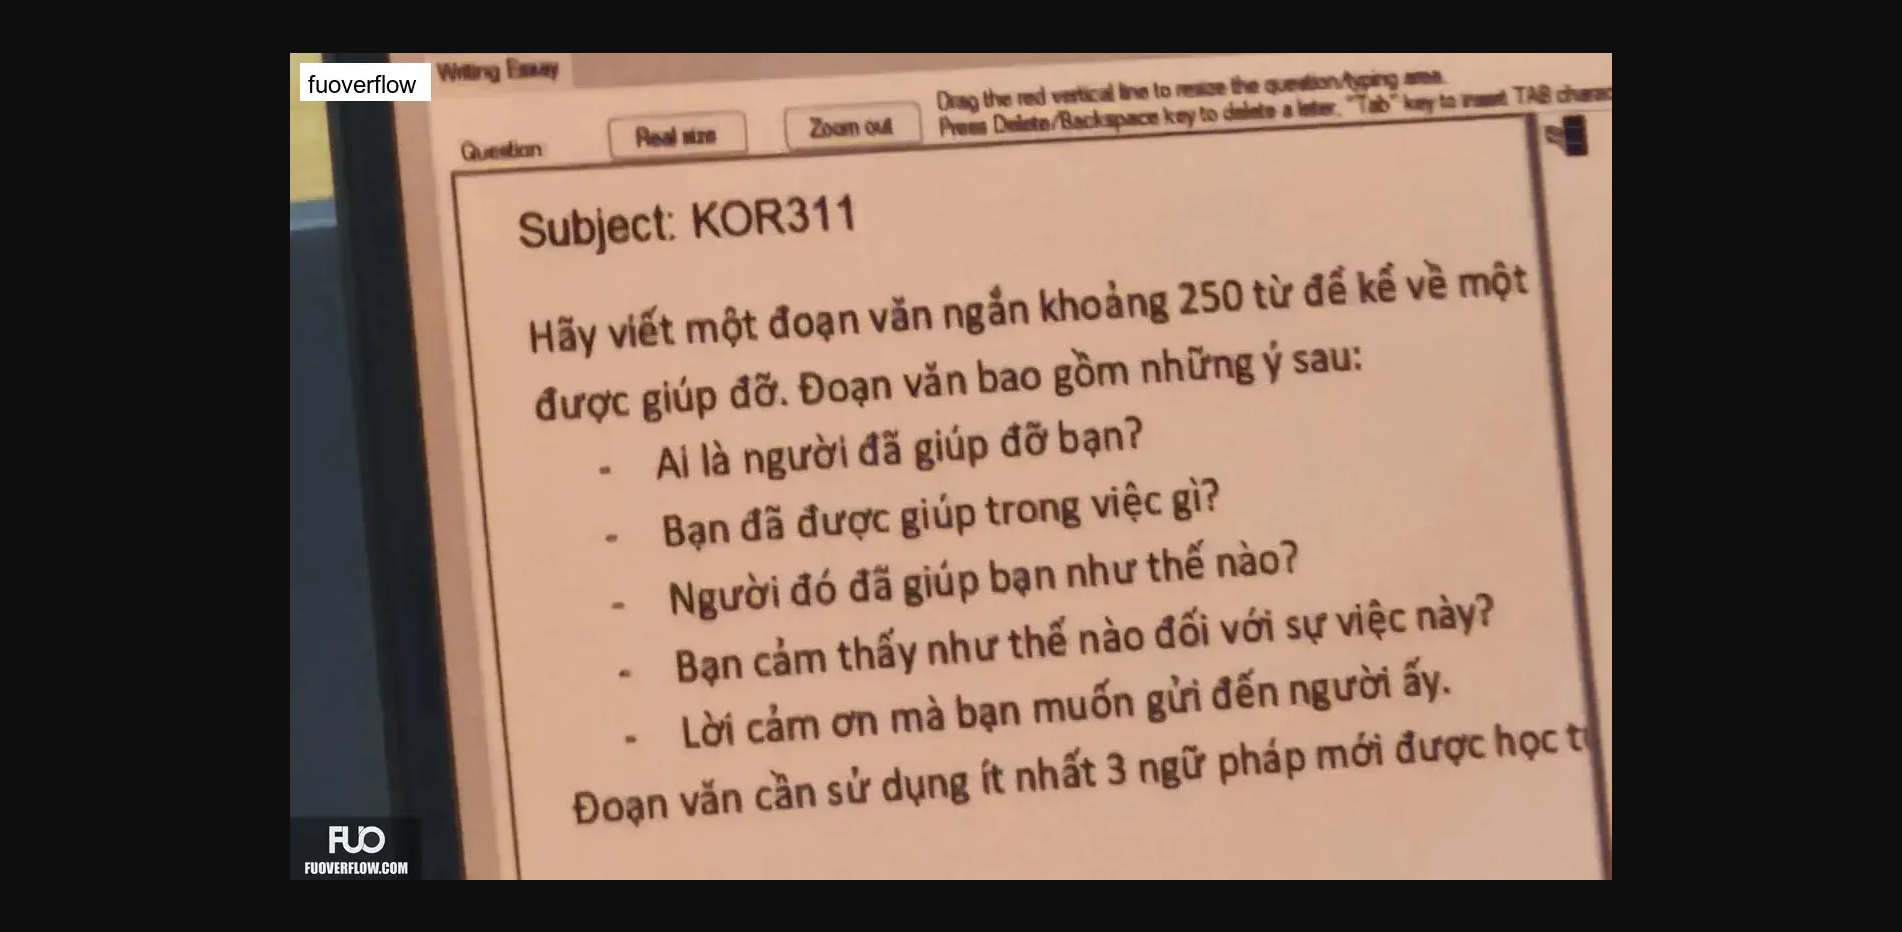 fuoverflow
Writing Essay
Drag the red vertical line to resize the question/typing area.
Press Delete/Backspace key to delete a letter, "Tab" key to insert TAB charac
Question:
Real size
Zoom out
Subject: KOR311
Hãy viết một đoạn văn ngắn khoảng 250 từ để kể về một
được giúp đỡ. Đoạn văn bao gồm những ý sau:
- Ai là người đã giúp đỡ bạn?
- Bạn đã được giúp trong việc gì?
- Người đó đã giúp bạn như thế nào?
- Bạn cảm thấy như thế nào đối với sự việc này?
- Lời cảm ơn mà bạn muốn gửi đến người ấy.
Đoạn văn cần sử dụng ít nhất 3 ngữ pháp mới được học
FUO
FUOVERFLOW.COM